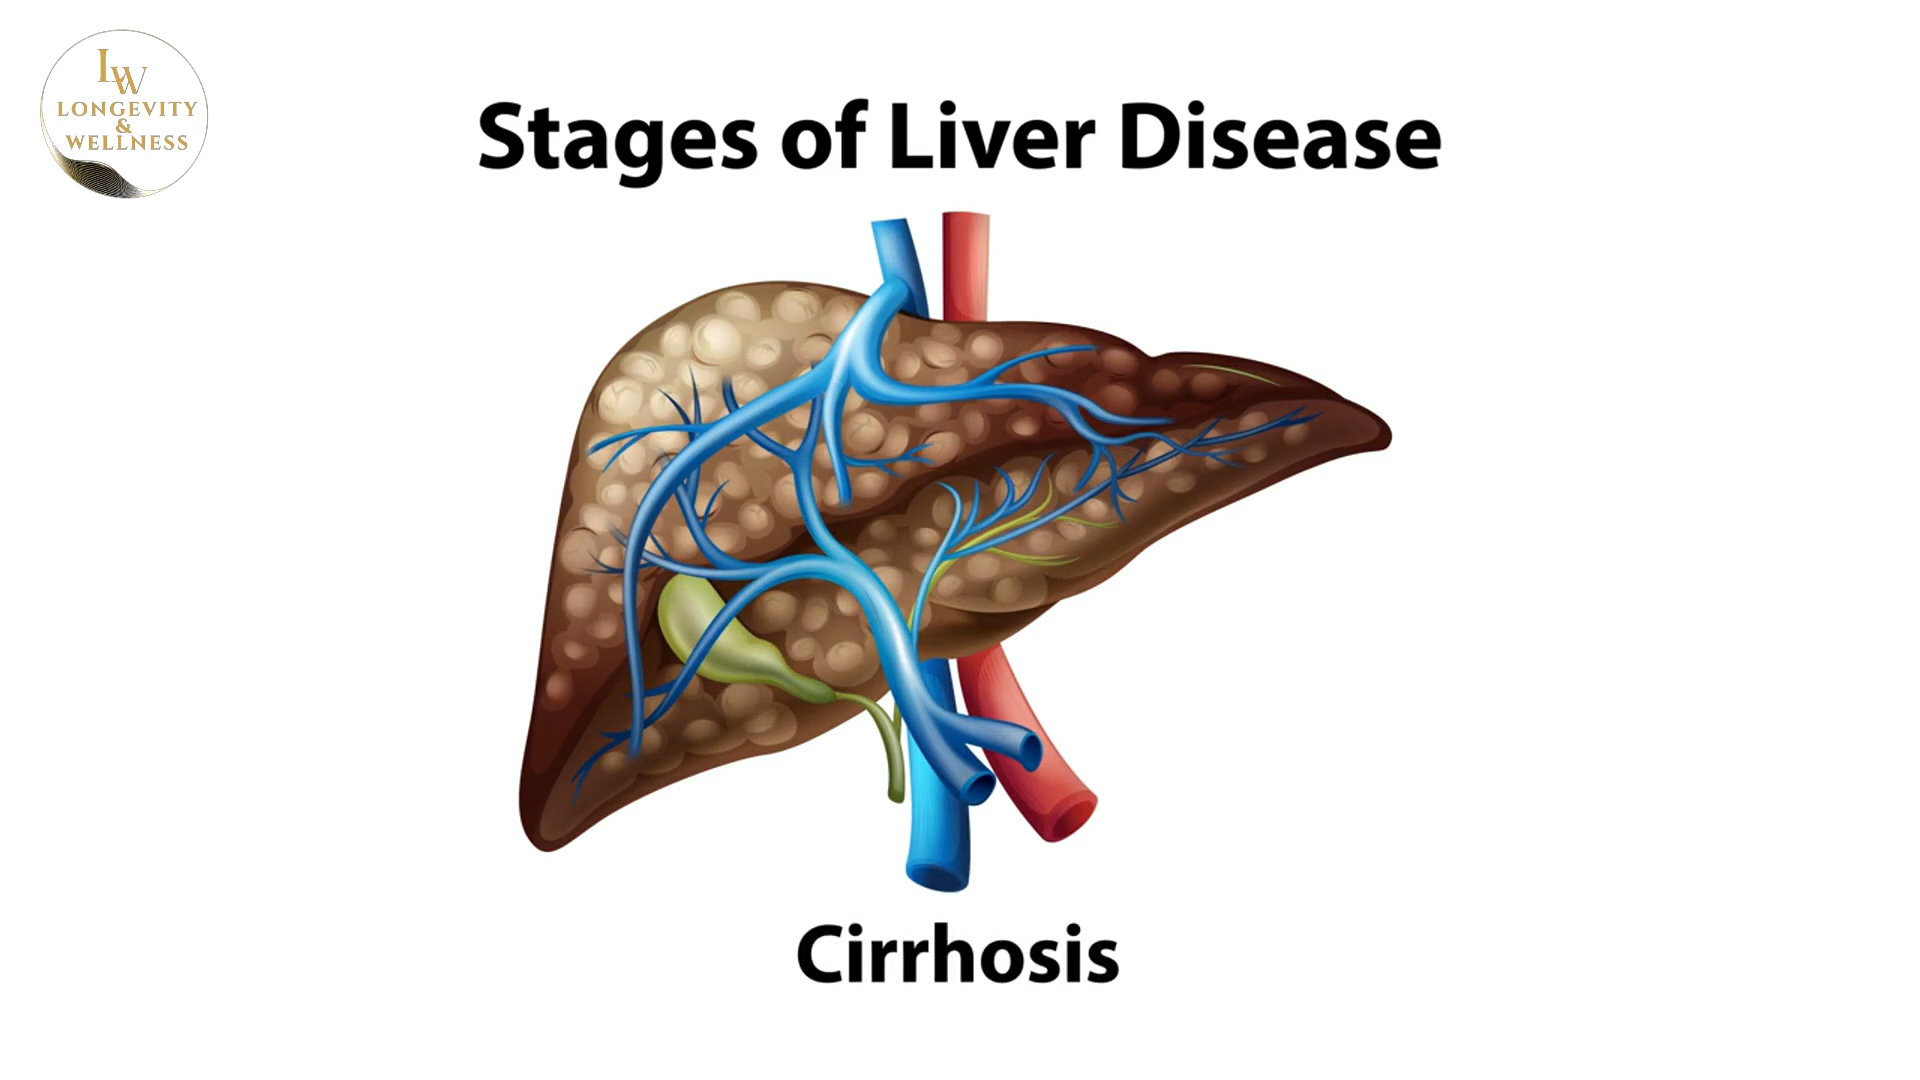 LW
LONGEVITY
&
WELLNESS
Stages of Liver Disease
Cirrhosis